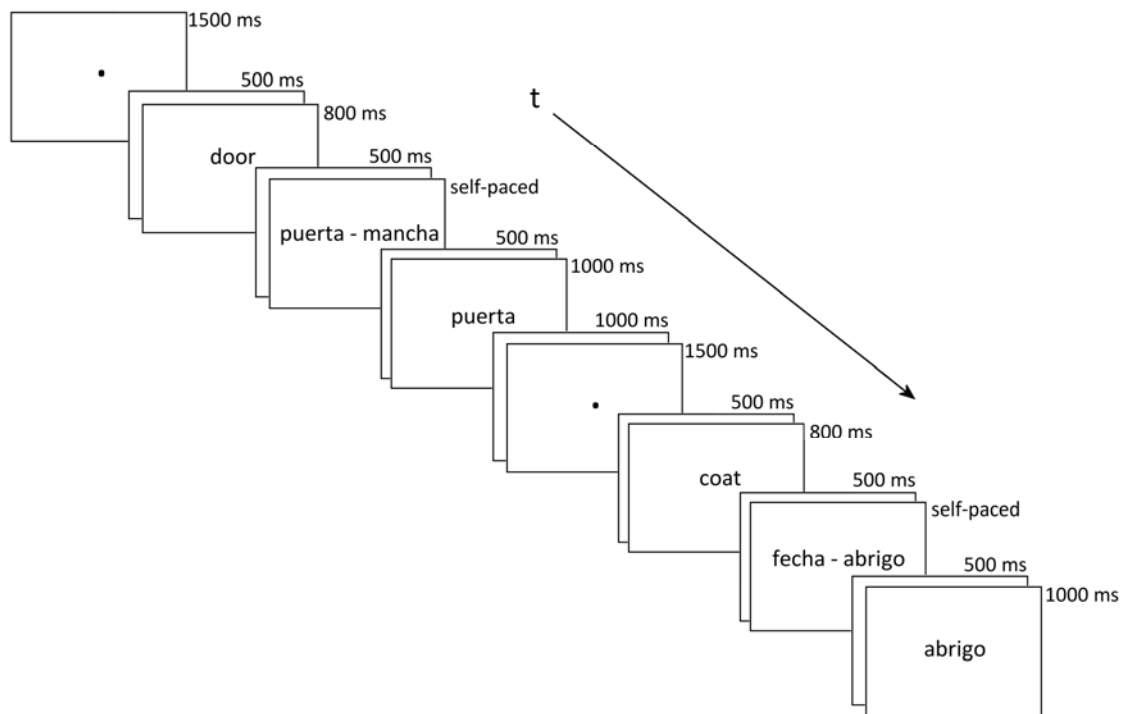 1500 ms
500 ms
800 ms
t
door
500 ms
self-paced
puerta - mancha
500 ms
1000 ms
puerta
1000 ms
1500 ms
500 ms
800 ms
coat
500 ms
self-paced
fecha - abrigo
500 ms
1000 ms
abrigo